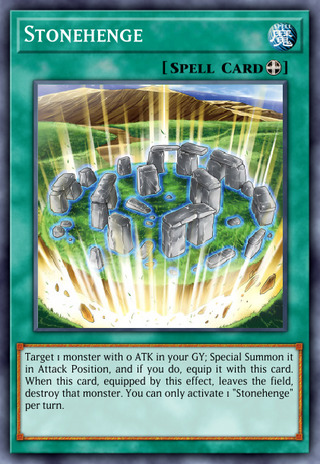 Stonehenge
[Spell Card]
Target 1 monster with 0 ATK in your GY; Special Summon it
in Attack Position, and if you do, equip it with this card.
When this card, equipped by this effect, leaves the field,
destroy that monster. You can only activate 1 "Stonehenge"
per turn.